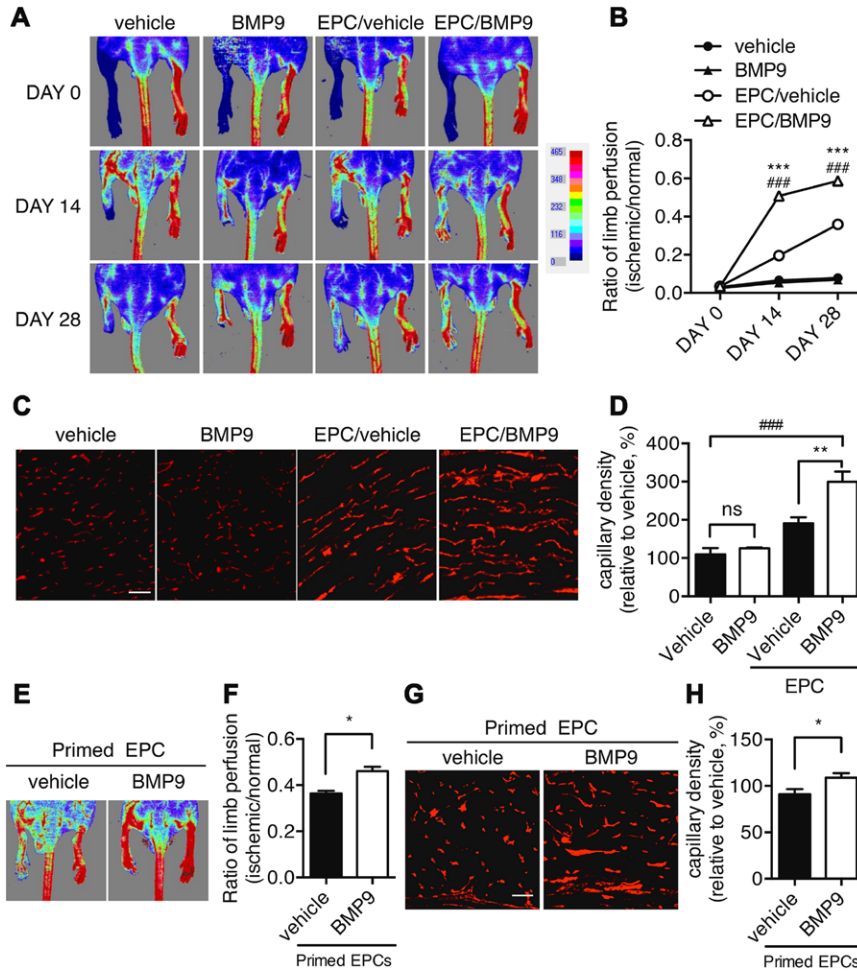 A
vehicle BMP9 EPC/vehicle EPC/BMP9
DAY 0
DAY 14
DAY 28
465
348
232
116
0
B
vehicle
BMP9
EPC/vehicle
EPC/BMP9
Ratio of limb perfusion
(ischemic/normal)
0.8
0.6
0.4
0.2
0.0
*** ***
### ###
DAY 0 DAY 14 DAY 28
C
vehicle BMP9 EPC/vehicle EPC/BMP9
D
capillary density
(relative to vehicle, %)
400
300
200
100
0
###
**
ns
Vehicle BMP9 Vehicle BMP9
EPC
E
Primed EPC
vehicle BMP9
F
Ratio of limb perfusion
(ischemic/normal)
0.6
0.4
0.2
0.0
*
vehicle BMP9
Primed EPCs
G
Primed EPC
vehicle BMP9
H
capillary density
(relative to vehicle, %)
150
100
50
0
*
vehicle BMP9
Primed EPCs